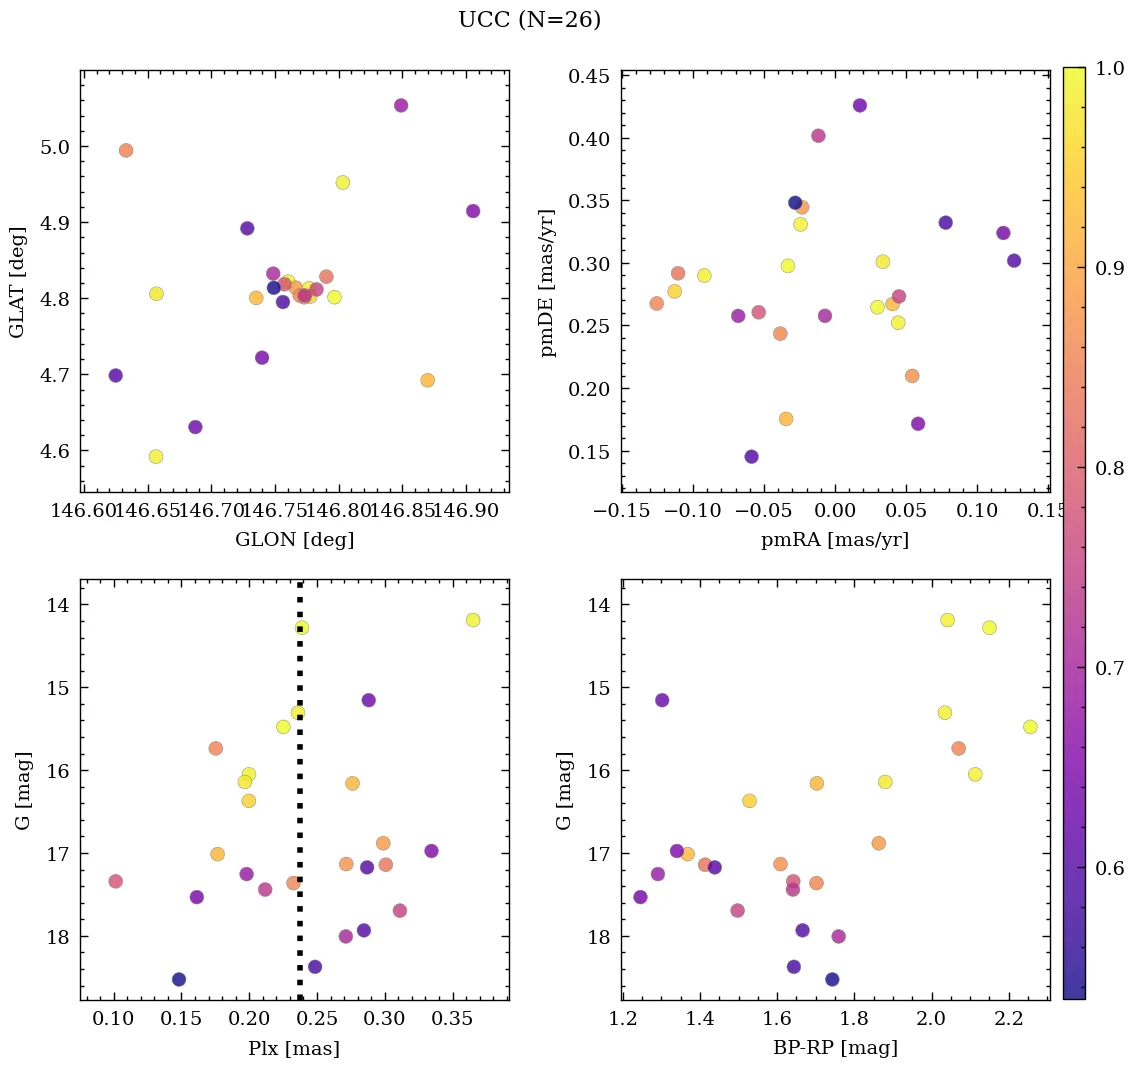 UCC (N=26)
5.0
4.9
4.8
4.7
4.6
GLAT [deg]
146.60 146.65 146.70 146.75 146.80 146.85 146.90
GLON [deg]
0.45
0.40
0.35
0.30
0.25
0.20
0.15
pmDE [mas/yr]
−0.15 −0.10 −0.05 0.00 0.05 0.10 0.15
pmRA [mas/yr]
14
15
16
17
18
G [mag]
0.10 0.15 0.20 0.25 0.30 0.35
Plx [mas]
14
15
16
17
18
G [mag]
1.2 1.4 1.6 1.8 2.0 2.2
BP-RP [mag]
1.0
0.9
0.8
0.7
0.6